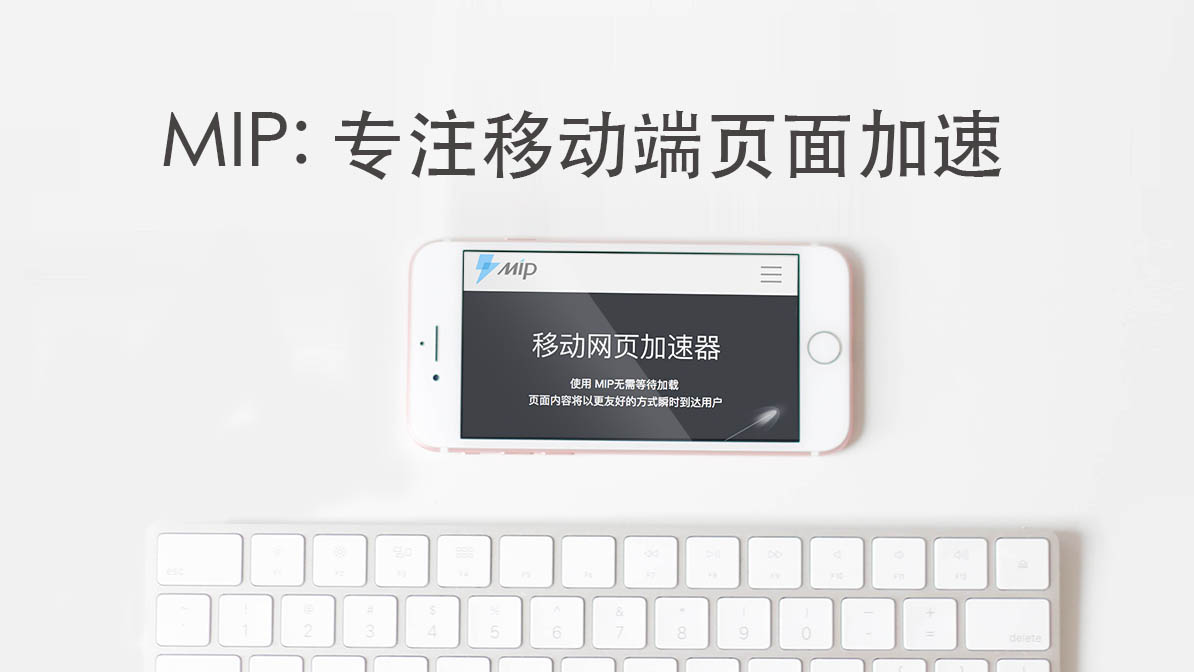 MIP: 专注移动端页面加速
MIP
移动网页加速器
使用 MIP无需等待加载
页面内容将以更友好的方式瞬时到达用户
esc F1 F2 F3 F4 F5 F6 F7 F8 F9 F10 F11 F12
~ ! @ # $ % ^ & * ( ) — +
` 1 2 3 4 5 6 7 8 9 0 - = delete